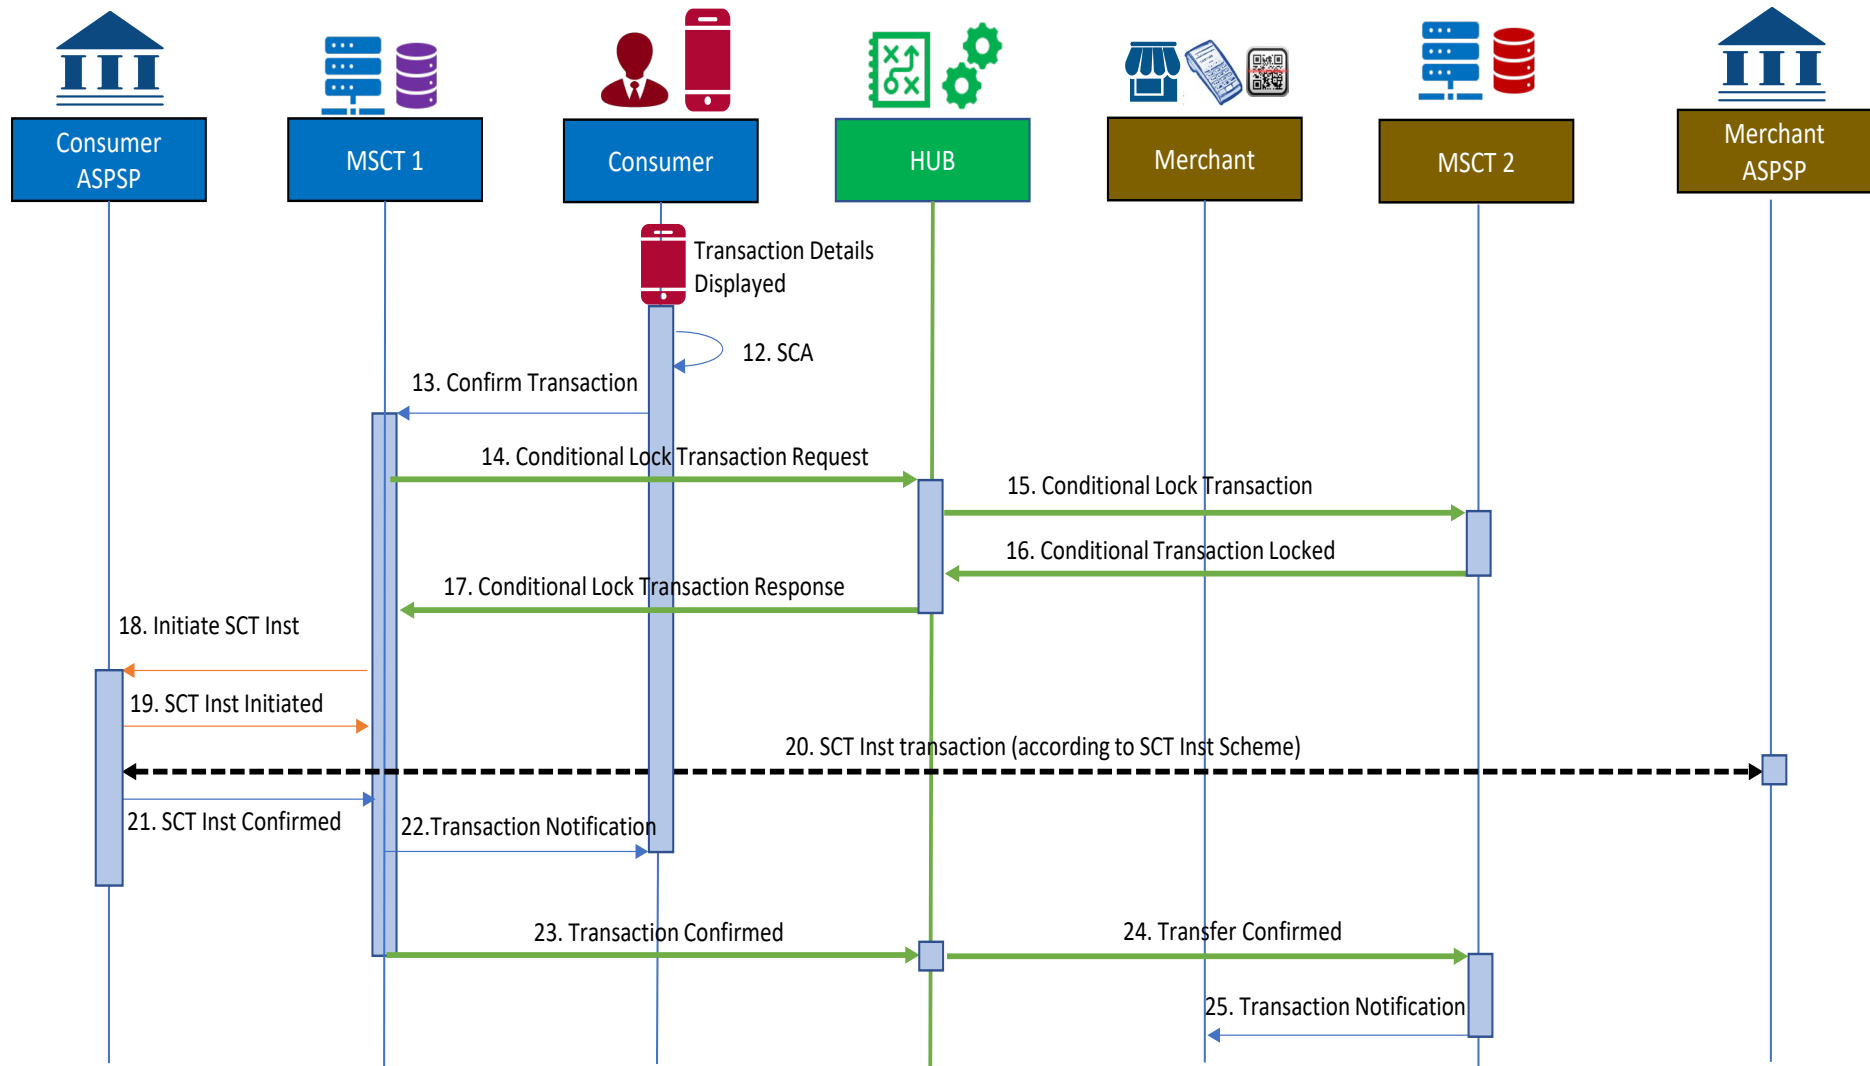 Consumer
ASPSP
MSCT 1
Consumer
HUB
Merchant
MSCT 2
Merchant
ASPSP
Transaction Details
Displayed
12. SCA
13. Confirm Transaction
14. Conditional Lock Transaction Request
15. Conditional Lock Transaction
16. Conditional Transaction Locked
17. Conditional Lock Transaction Response
18. Initiate SCT Inst
19. SCT Inst Initiated
20. SCT Inst transaction (according to SCT Inst Scheme)
21. SCT Inst Confirmed
22.Transaction Notification
23. Transaction Confirmed
24. Transfer Confirmed
25. Transaction Notification